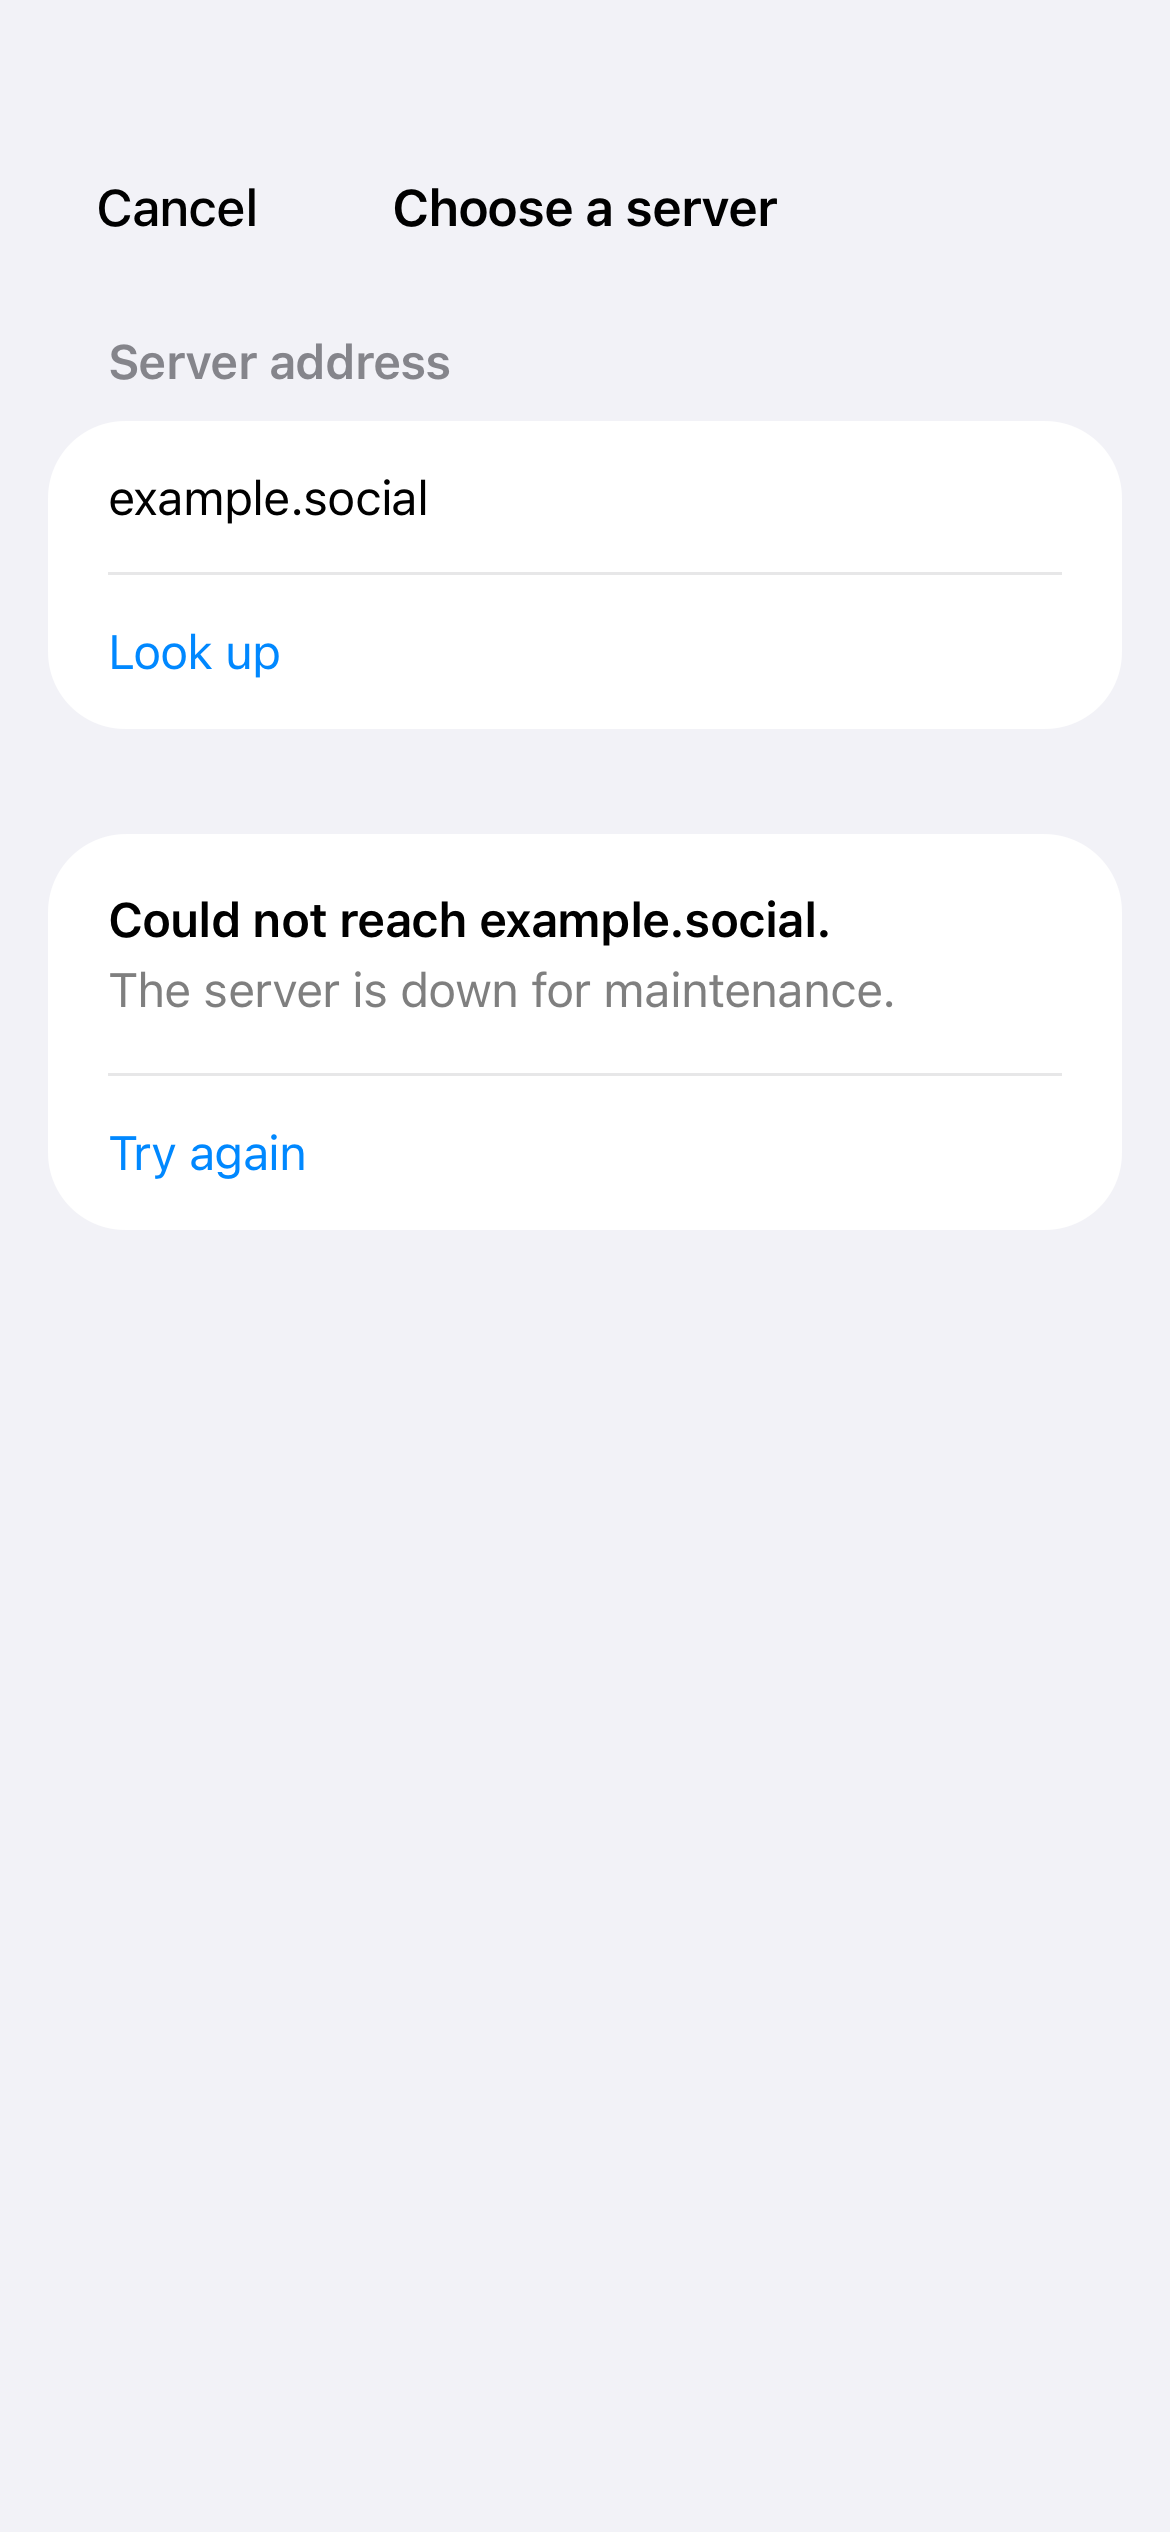 Cancel
Choose a server
Server address
example.social
Look up
Could not reach example.social.
The server is down for maintenance.
Try again